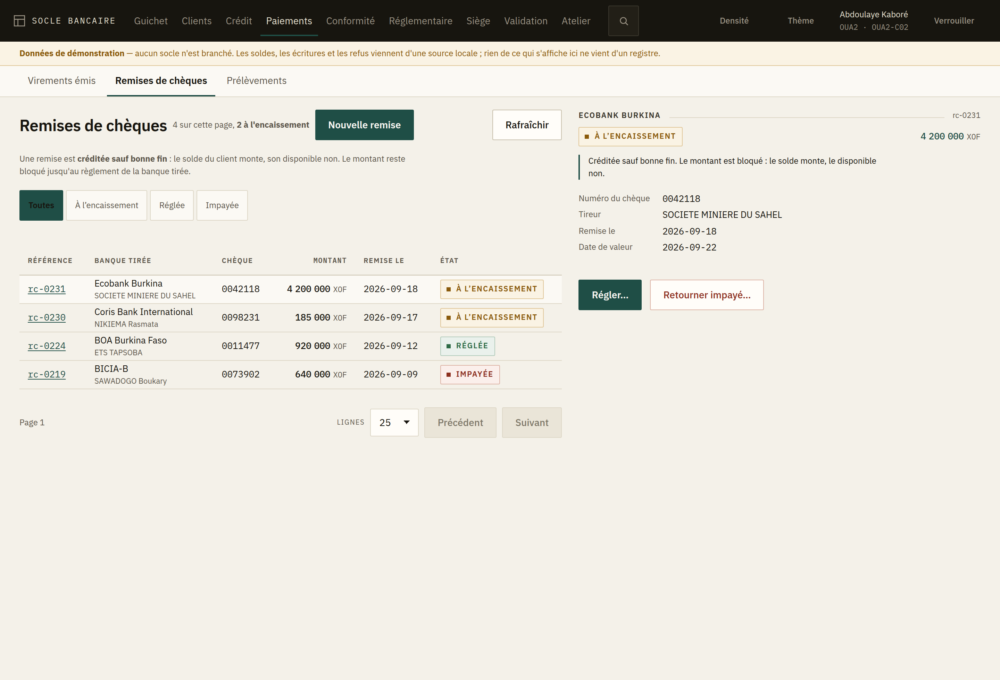 SOCLE BANCAIRE
Guichet
Clients
Crédit
Paiements
Conformité
Réglementaire
Siège
Validation
Atelier
Densité
Thème
Abdoulaye Kaboré
OUA2 · OUA2-C02
Verrouiller
Données de démonstration — aucun socle n'est branché. Les soldes, les écritures et les refus viennent d'une source locale ; rien de ce qui s'affiche ici ne vient d'un registre.
Virements émis
Remises de chèques
Prélèvements
Remises de chèques
4 sur cette page, 2 à l'encaissement
Nouvelle remise
Rafraîchir
Une remise est créditée sauf bonne fin : le solde du client monte, son disponible non. Le montant reste
bloqué jusqu'au règlement de la banque tirée.
Toutes
À l’encaissement
Réglée
Impayée
RÉFÉRENCE
BANQUE TIRÉE
CHÈQUE
MONTANT
REMISE LE
ÉTAT
rc-0231
Ecobank Burkina
SOCIETE MINIERE DU SAHEL
0042118
4 200 000 XOF
2026-09-18
À L’ENCAISSEMENT
rc-0230
Coris Bank International
NIKIEMA Rasmata
0098231
185 000 XOF
2026-09-17
À L’ENCAISSEMENT
rc-0224
BOA Burkina Faso
ETS TAPSOBA
0011477
920 000 XOF
2026-09-12
RÉGLÉE
rc-0219
BICIA-B
SAWADOGO Boukary
0073902
640 000 XOF
2026-09-09
IMPAYÉE
Page 1
LIGNES
25
Précédent
Suivant
ECOBANK BURKINA
rc-0231
À L’ENCAISSEMENT
4 200 000 XOF
Créditée sauf bonne fin. Le montant est bloqué : le solde monte, le disponible
non.
Numéro du chèque
0042118
Tireur
SOCIETE MINIERE DU SAHEL
Remise le
2026-09-18
Date de valeur
2026-09-22
Régler…
Retourner impayé…